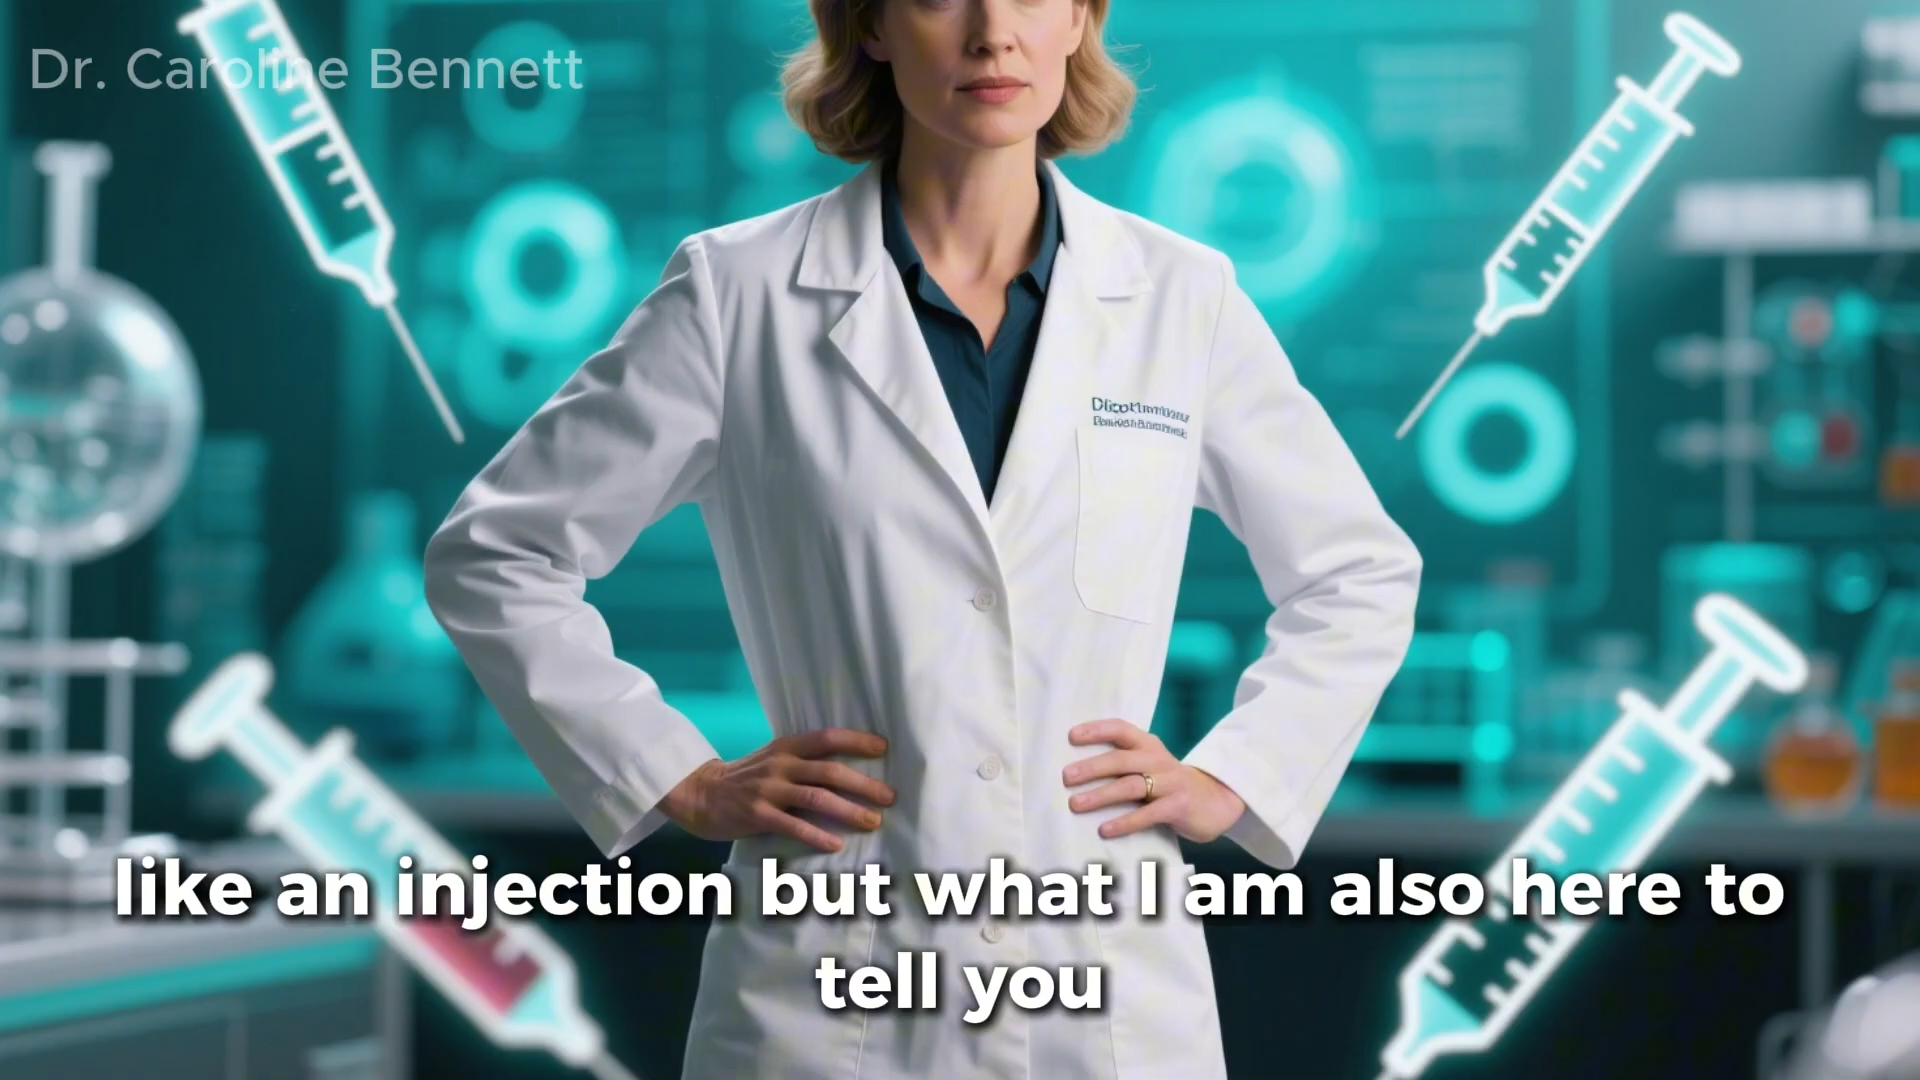 Dr. Caroline Bennett
like an injection but what I am also here to
tell you